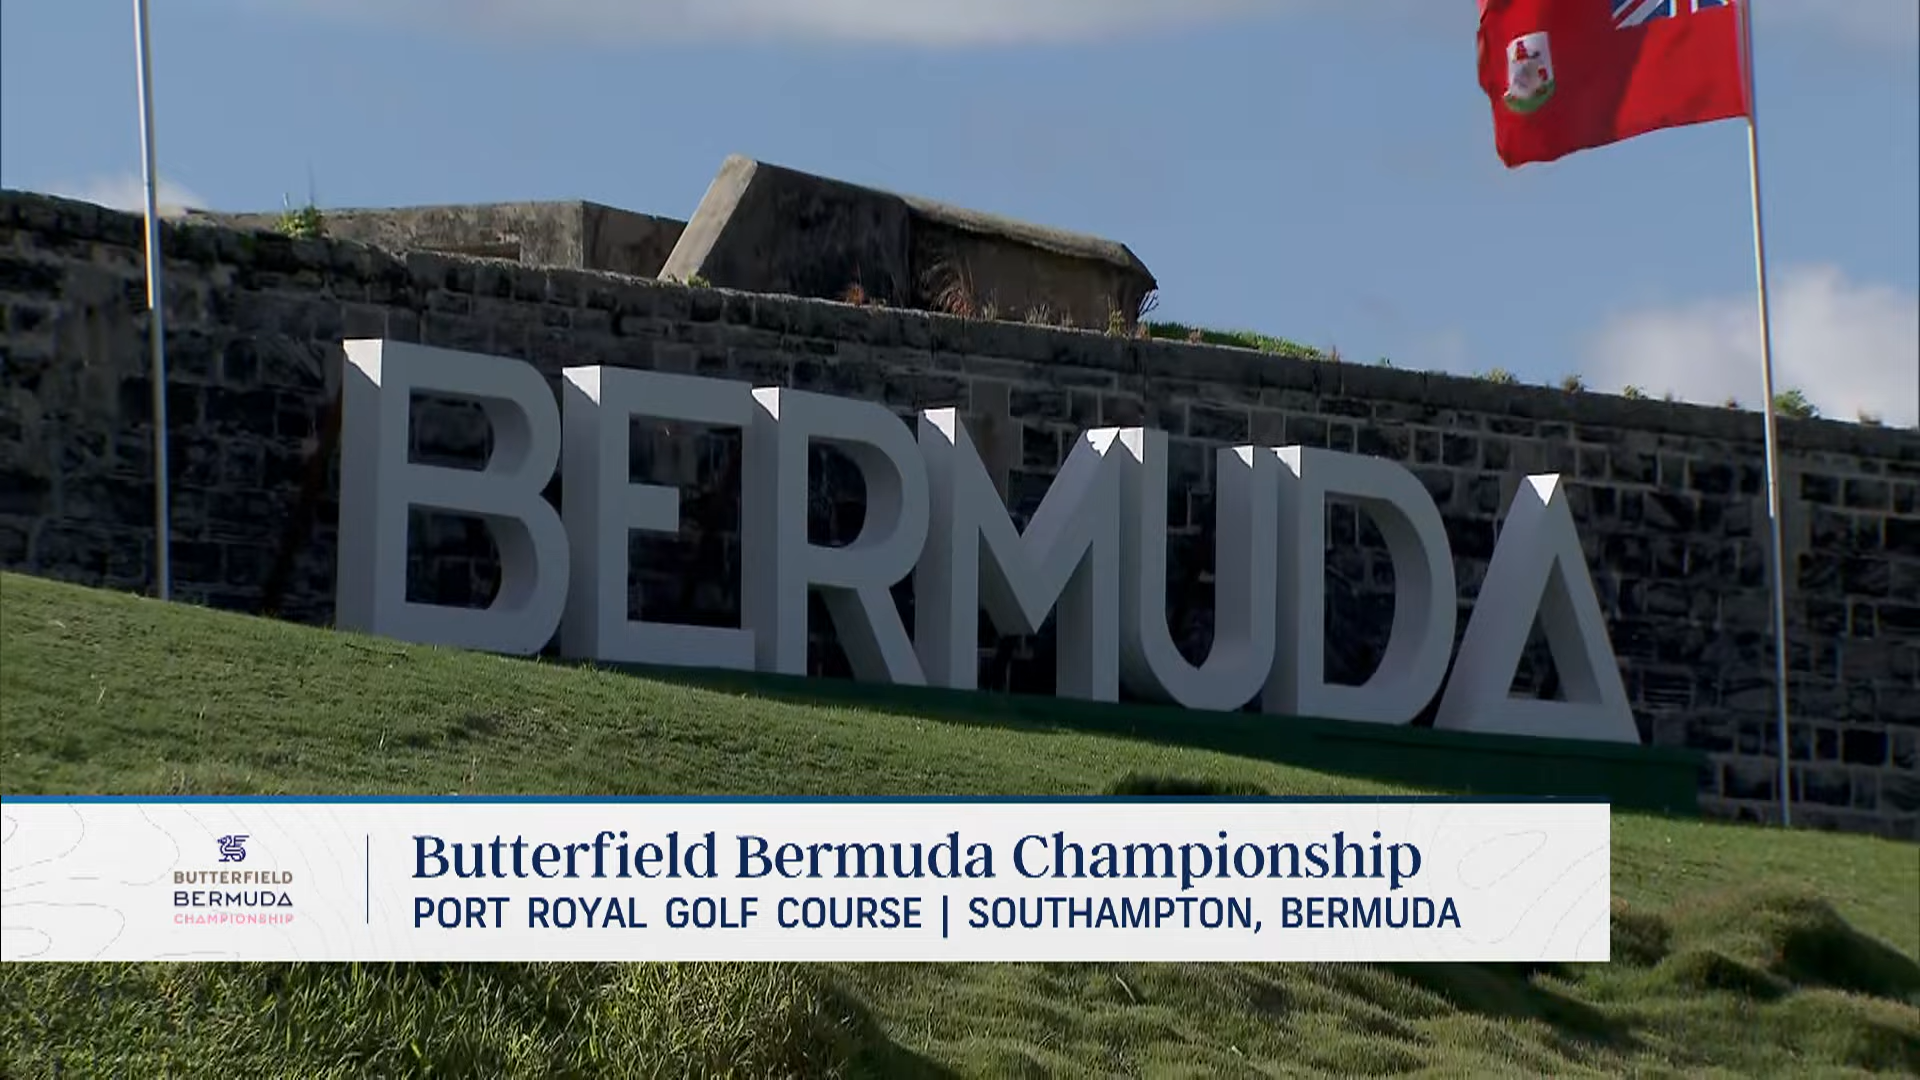 BERMUDA
BUTTERFIELD
BERMUDA
CHAMPIONSHIP
Butterfield Bermuda Championship
PORT ROYAL GOLF COURSE | SOUTHAMPTON, BERMUDA